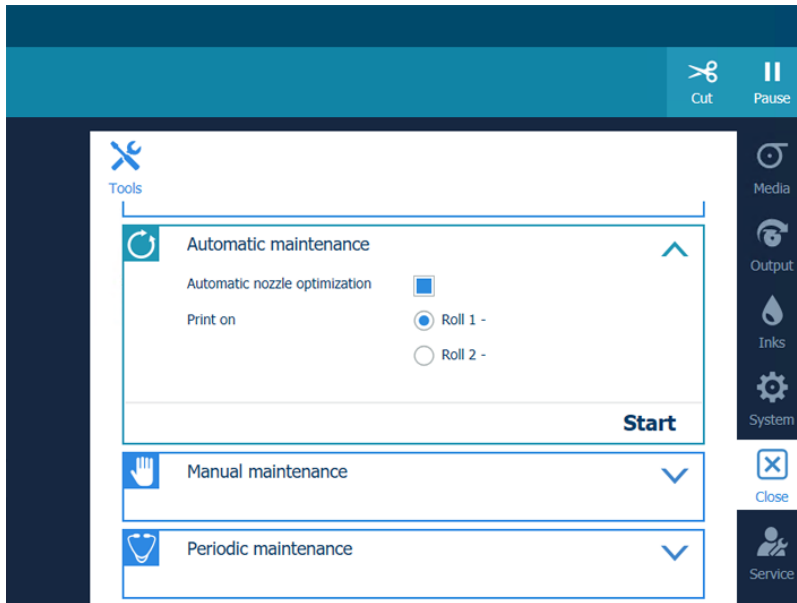 Cut
Pause
Tools
Media
Automatic maintenance
Automatic nozzle optimization
Output
Print on
Roll 1 -
Roll 2 -
Inks
Start
System
Manual maintenance
Close
Periodic maintenance
Service